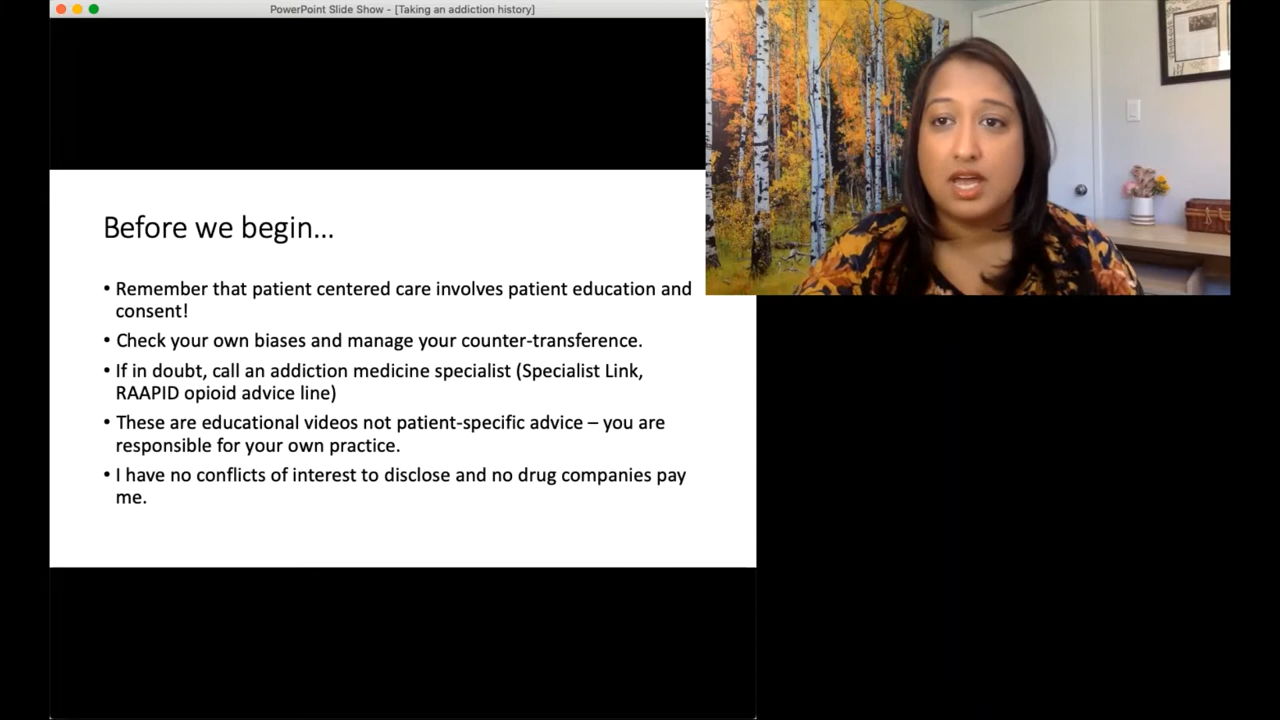 PowerPoint Slide Show - [Taking an addiction history]
Before we begin...
• Remember that patient centered care involves patient education and
consent!
• Check your own biases and manage your counter-transference.
• If in doubt, call an addiction medicine specialist (Specialist Link,
RAAPID opioid advice line)
• These are educational videos not patient-specific advice – you are
responsible for your own practice.
• I have no conflicts of interest to disclose and no drug companies pay
me.